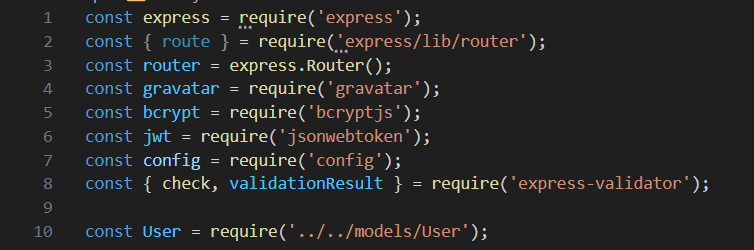 1 const express = require('express');
2 const { route } = require('express/lib/router');
3 const router = express.Router();
4 const gravatar = require('gravatar');
5 const bcrypt = require('bcryptjs');
6 const jwt = require('jsonwebtoken');
7 const config = require('config');
8 const { check, validationResult } = require('express-validator');
9
10 const User = require('../../models/User');